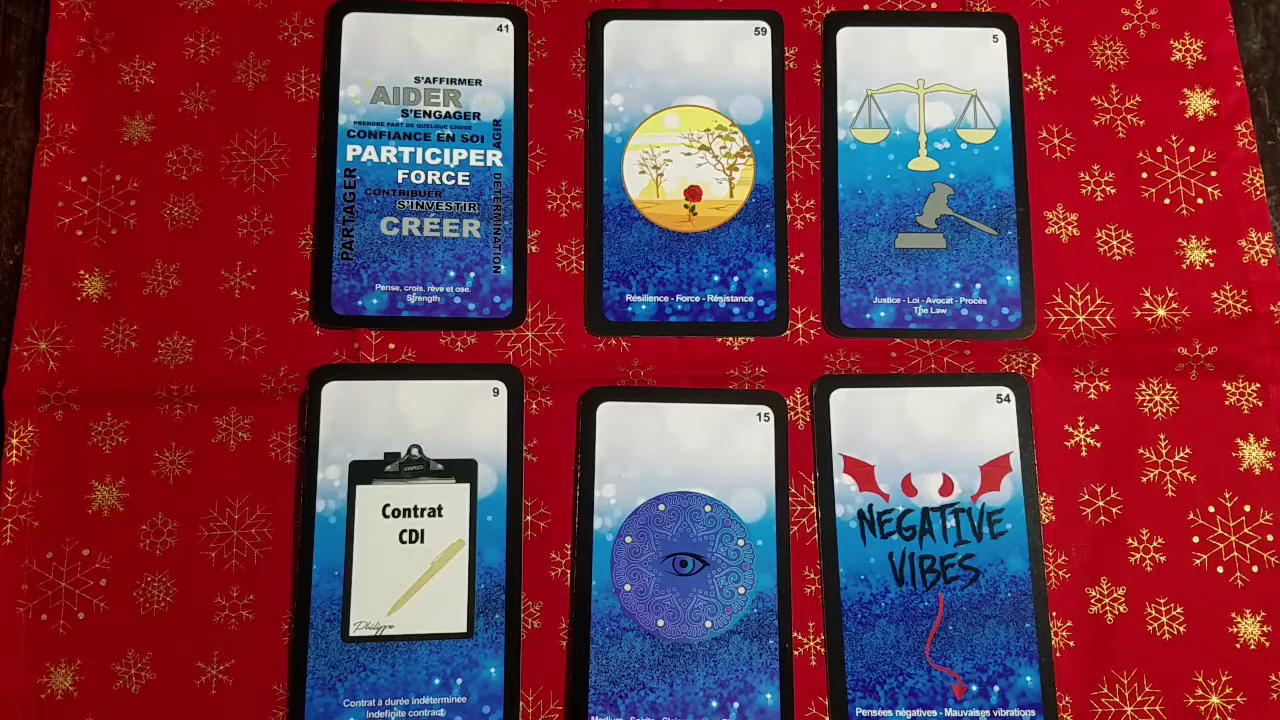 41
S'AFFIRMER
AIDER
S'ENGAGER
PRENDRE PART DE QUELQUE CHOSE
CONFIANCE EN SOI
AGIR
PARTICIPER
FORCE
CONTRIBUER
S'INVESTIR
CRÉER
PARTAGER
DÉTERMINATION
Pense, crois, rêve et ose.
Strength
59
Résilience - Force - Résistance
5
Justice - Loi - Avocat - Procès
The Law
9
Contrat
CDI
Philippe
Contrat à durée indéterminée
Indefinite contract
15
54
NEGATIVE
VIBES
Pensées négatives - Mauvaises vibrations